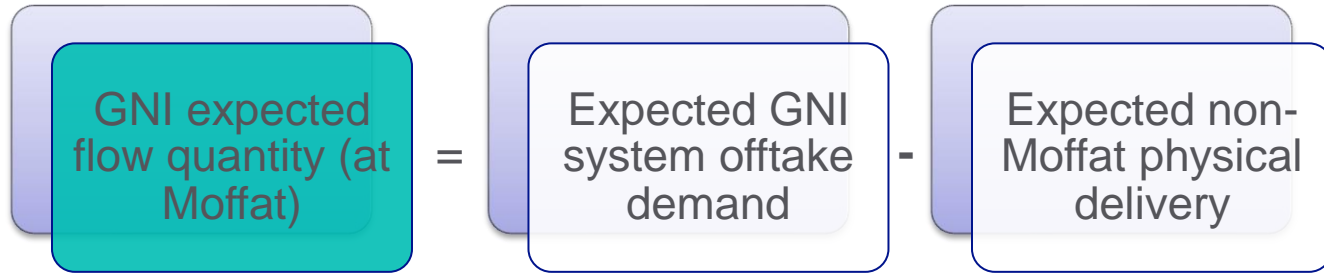 GNI expected
flow quantity (at
Moffat)
=
Expected GNI
system offtake
demand
-
Expected non-
Moffat physical
delivery